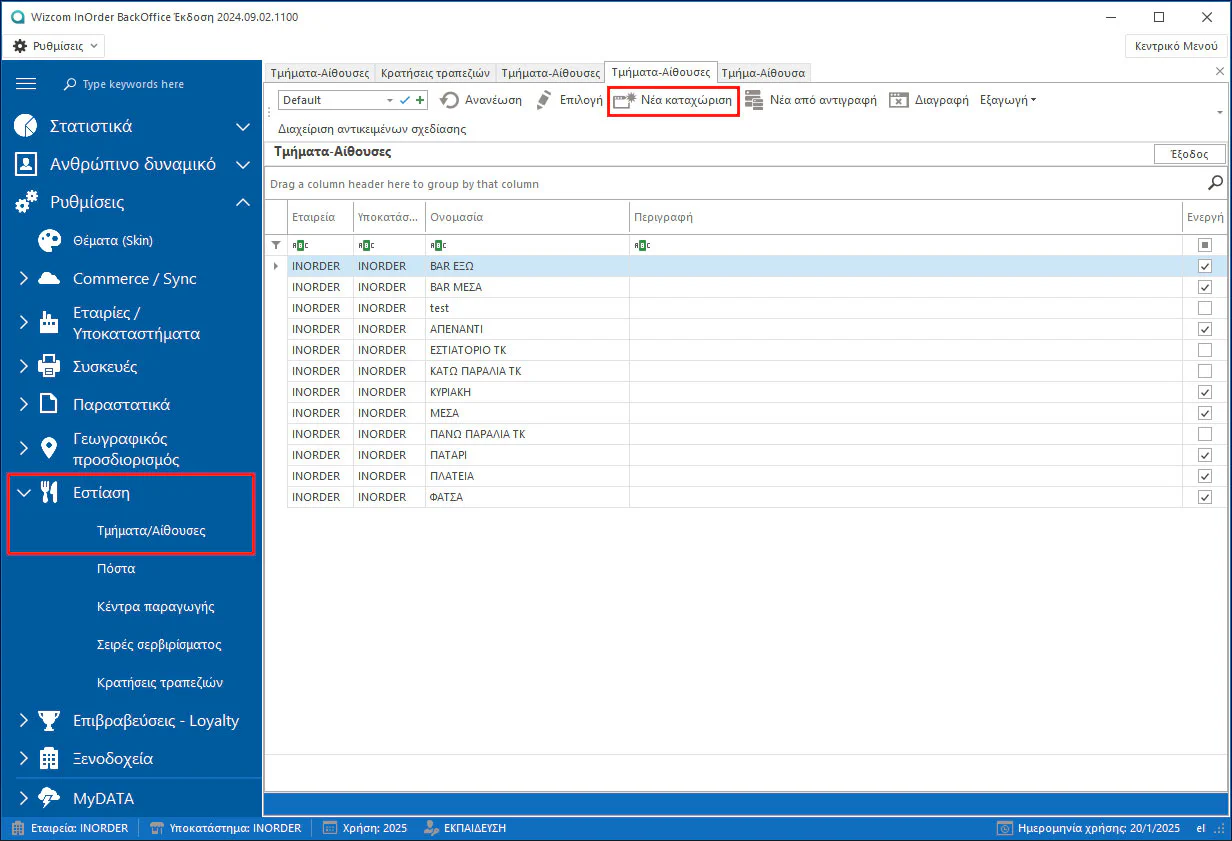 Wizcom InOrder BackOffice Έκδοση 2024.09.02.1100
Ρυθμίσεις
Κεντρικό Μενού
Type keywords here
Στατιστικά
Ανθρώπινο δυναμικό
Ρυθμίσεις
Θέματα (Skin)
Commerce / Sync
Εταιρίες /
Υποκαταστήματα
Συσκευές
Παραστατικά
Γεωγραφικός
προσδιορισμός
Εστίαση
Τμήματα/Αίθουσες
Πόστα
Κέντρα παραγωγής
Σειρές σερβιρίσματος
Κρατήσεις τραπεζιών
Επιβραβεύσεις - Loyalty
Ξενοδοχεία
MyDATA
Τμήματα-Αίθουσες Κρατήσεις τραπεζιών Τμήματα-Αίθουσες Τμήματα-Αίθουσες Τμήμα-Αίθουσα
Default Ανανέωση Επιλογή Νέα καταχώριση Νέα από αντιγραφή Διαγραφή Εξαγωγή
Διαχείριση αντικειμένων σχεδίασης
Τμήματα-Αίθουσες Έξοδος
Drag a column header here to group by that column
Εταιρεία Υποκατάσ... Ονομασία Περιγραφή Ενεργή
ABC ABC ABC ABC
INORDER INORDER BAR ΕΞΩ
INORDER INORDER BAR ΜΕΣΑ
INORDER INORDER test
INORDER INORDER ΑΠΕΝΑΝΤΙ
INORDER INORDER ΕΣΤΙΑΤΟΡΙΟ ΤΚ
INORDER INORDER ΚΑΤΩ ΠΑΡΑΛΙΑ ΤΚ
INORDER INORDER ΚΥΡΙΑΚΗ
INORDER INORDER ΜΕΣΑ
INORDER INORDER ΠΑΝΩ ΠΑΡΑΛΙΑ ΤΚ
INORDER INORDER ΠΑΤΑΡΙ
INORDER INORDER ΠΛΑΤΕΙΑ
INORDER INORDER ΦΑΤΣΑ
Εταιρεία: INORDER Υποκατάστημα: INORDER Χρήση: 2025 ΕΚΠΑΙΔΕΥΣΗ Ημερομηνία χρήσης: 20/1/2025 el